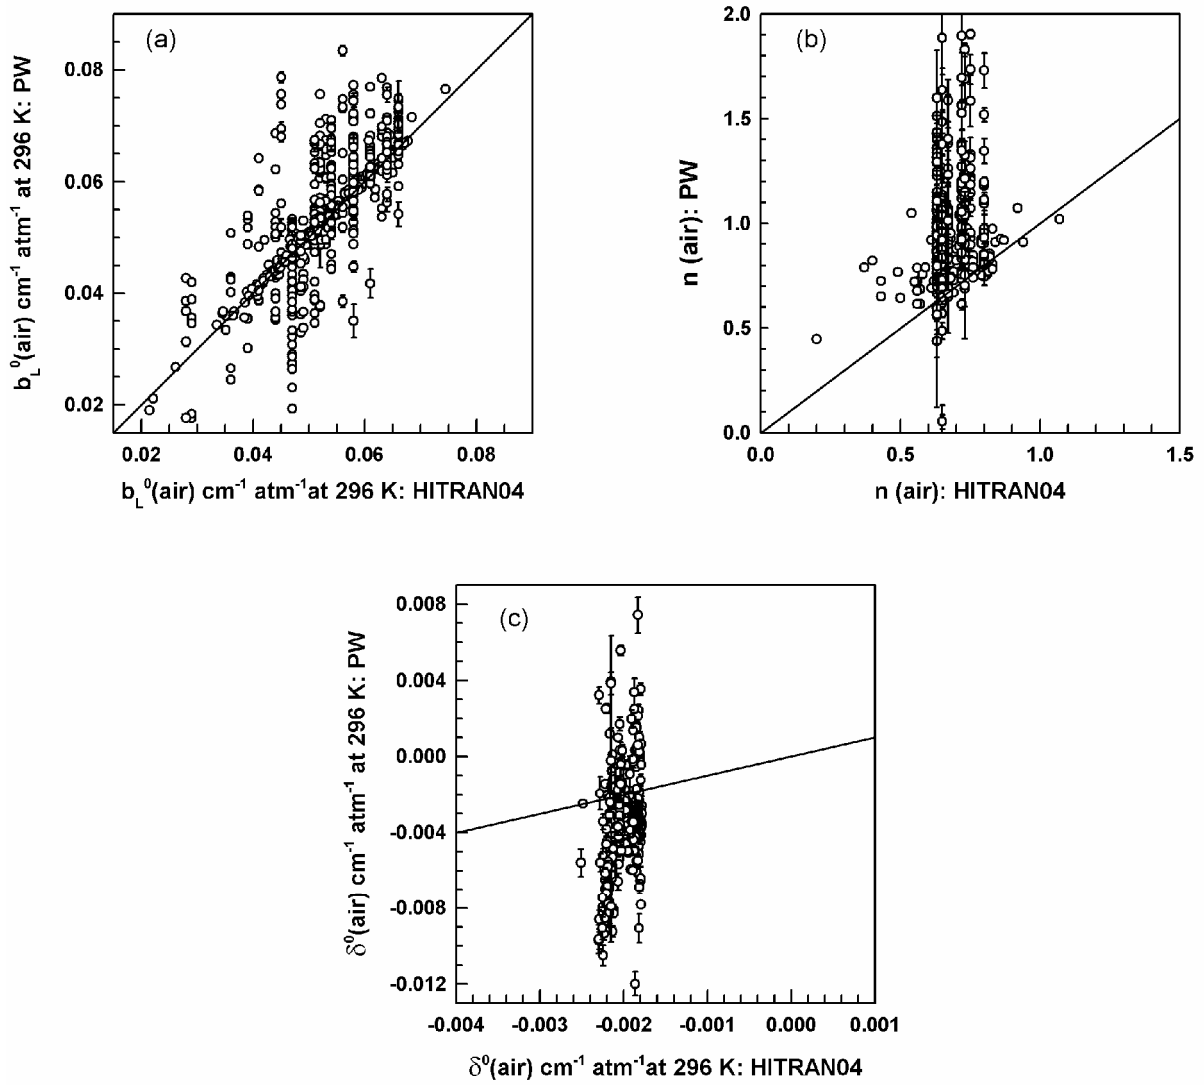 (a)
0.08
0.06
0.04
0.02
0.02 0.04 0.06 0.08
b_L^0(air) cm^-1 atm^-1 at 296 K: PW
b_L^0(air) cm^-1 atm^-1at 296 K: HITRAN04
(b)
2.0
1.5
1.0
0.5
0.0
0.0 0.5 1.0 1.5
n (air): PW
n (air): HITRAN04
(c)
0.008
0.004
0.000
-0.004
-0.008
-0.012
-0.004 -0.003 -0.002 -0.001 0.000 0.001
δ^0(air) cm^-1 atm^-1 at 296 K: PW
δ^0(air) cm^-1 atm^-1at 296 K: HITRAN04